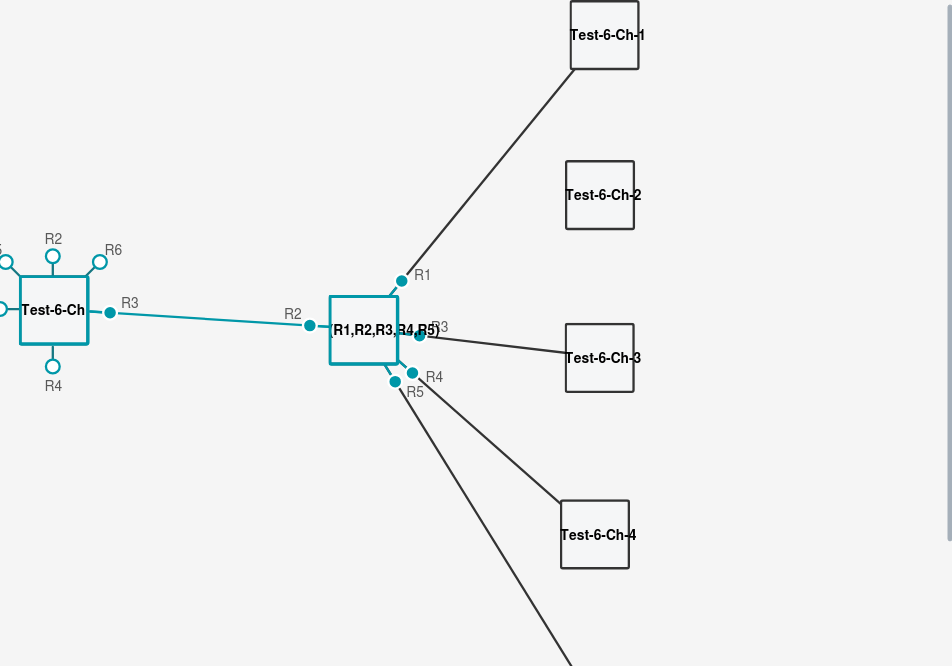 Test-6-Ch-1
Test-6-Ch-2
R2
R6
R1
R3
R2
Test-6-Ch
(R1,R2,R3,R4,R5)
R3
Test-6-Ch-3
R4
R4
R5
Test-6-Ch-4